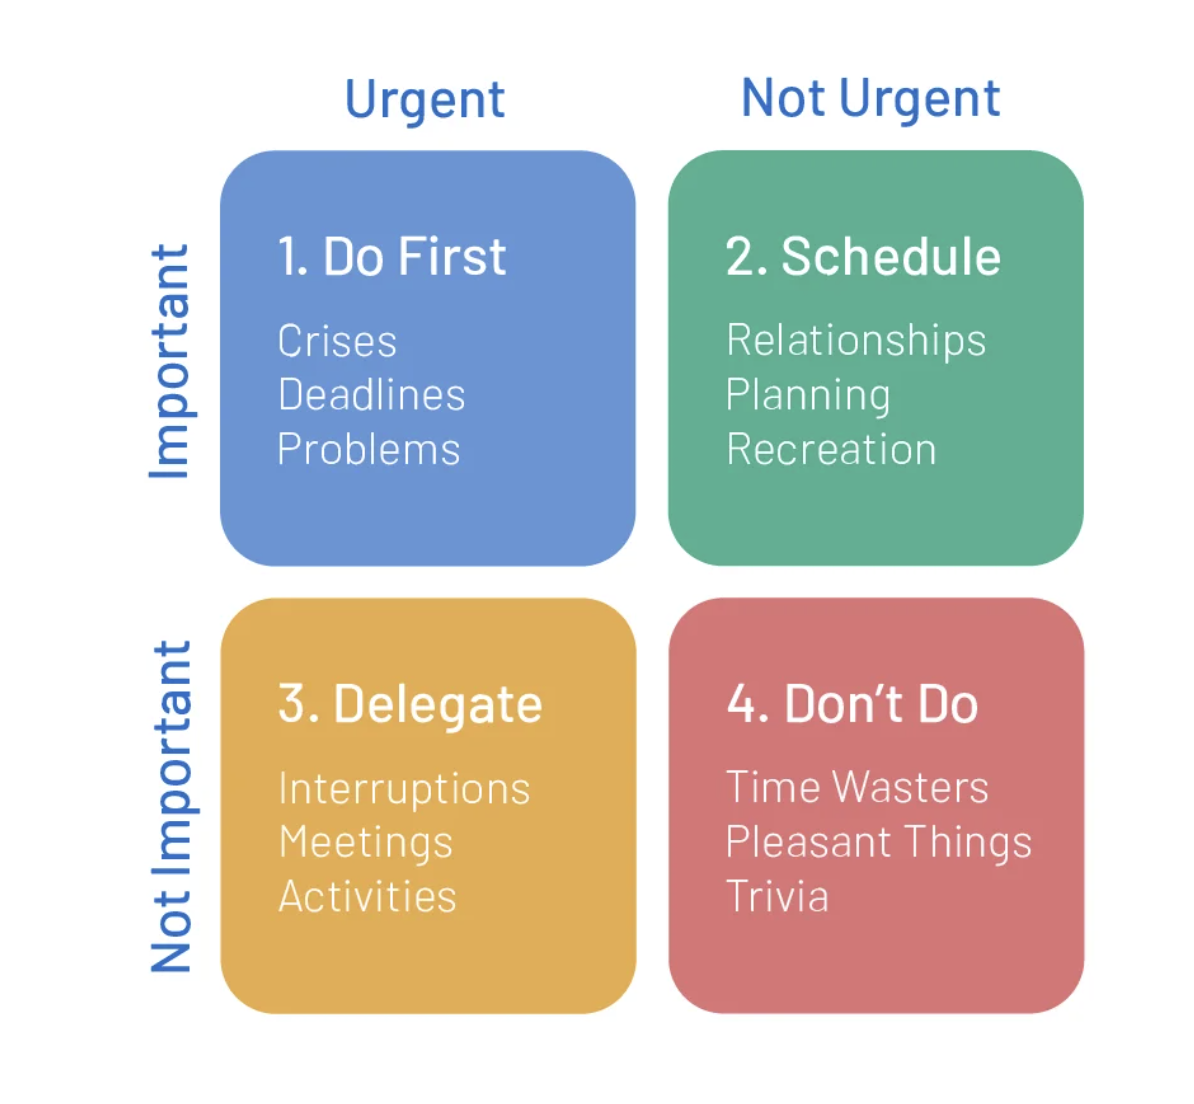 Urgent
Not Urgent
Important
1. Do First
Crises
Deadlines
Problems
2. Schedule
Relationships
Planning
Recreation
Not Important
3. Delegate
Interruptions
Meetings
Activities
4. Don’t Do
Time Wasters
Pleasant Things
Trivia